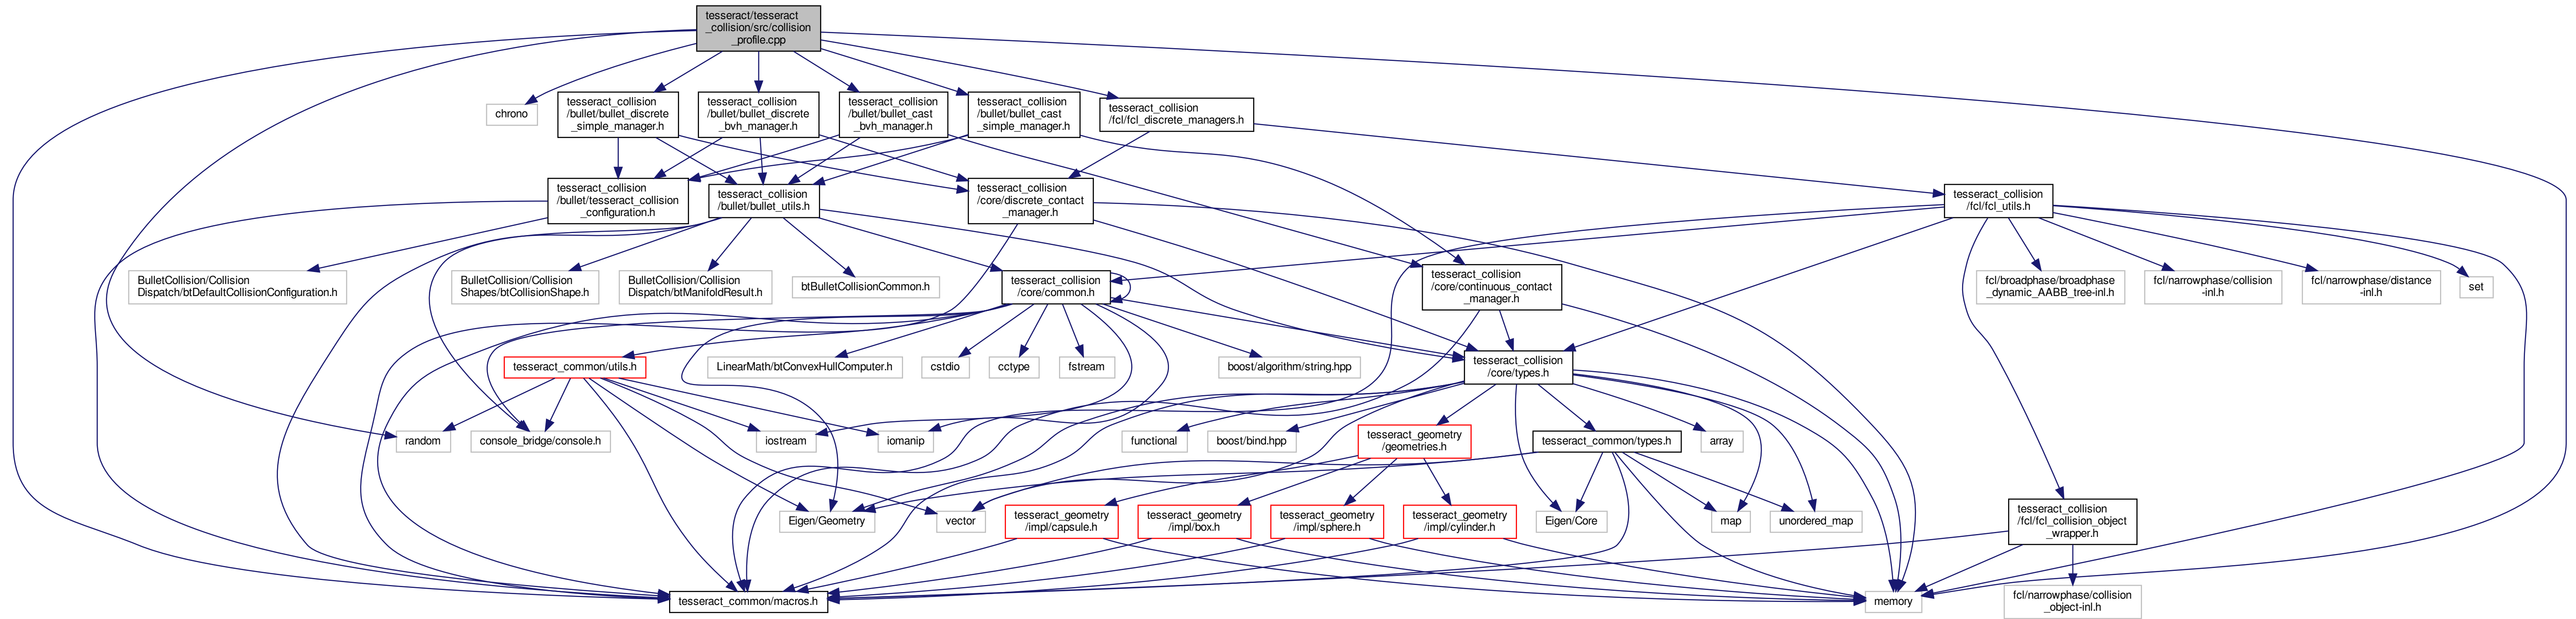 tesseract/tesseract
_collision/src/collision
_profile.cpp
chrono
tesseract_collision
/bullet/bullet_discrete
_simple_manager.h
tesseract_collision
/bullet/bullet_discrete
_bvh_manager.h
tesseract_collision
/bullet/bullet_cast
_bvh_manager.h
tesseract_collision
/bullet/bullet_cast
_simple_manager.h
tesseract_collision
/fcl/fcl_discrete_managers.h
tesseract_collision
/bullet/tesseract_collision
_configuration.h
tesseract_collision
/bullet/bullet_utils.h
tesseract_collision
/core/discrete_contact
_manager.h
tesseract_collision
/fcl/fcl_utils.h
BulletCollision/Collision
Dispatch/btDefaultCollisionConfiguration.h
BulletCollision/Collision
Shapes/btCollisionShape.h
BulletCollision/Collision
Dispatch/btManifoldResult.h
btBulletCollisionCommon.h
tesseract_collision
/core/common.h
tesseract_collision
/core/continuous_contact
_manager.h
fcl/broadphase/broadphase
_dynamic_AABB_tree-inl.h
fcl/narrowphase/collision
-inl.h
fcl/narrowphase/distance
-inl.h
set
tesseract_common/utils.h
LinearMath/btConvexHullComputer.h
cstdio
cctype
fstream
boost/algorithm/string.hpp
tesseract_collision
/core/types.h
random
console_bridge/console.h
iostream
iomanip
functional
boost/bind.hpp
tesseract_geometry
/geometries.h
tesseract_common/types.h
array
Eigen/Geometry
vector
tesseract_geometry
/impl/capsule.h
tesseract_geometry
/impl/box.h
tesseract_geometry
/impl/sphere.h
tesseract_geometry
/impl/cylinder.h
Eigen/Core
map
unordered_map
tesseract_collision
/fcl/fcl_collision_object
_wrapper.h
tesseract_common/macros.h
memory
fcl/narrowphase/collision
_object-inl.h